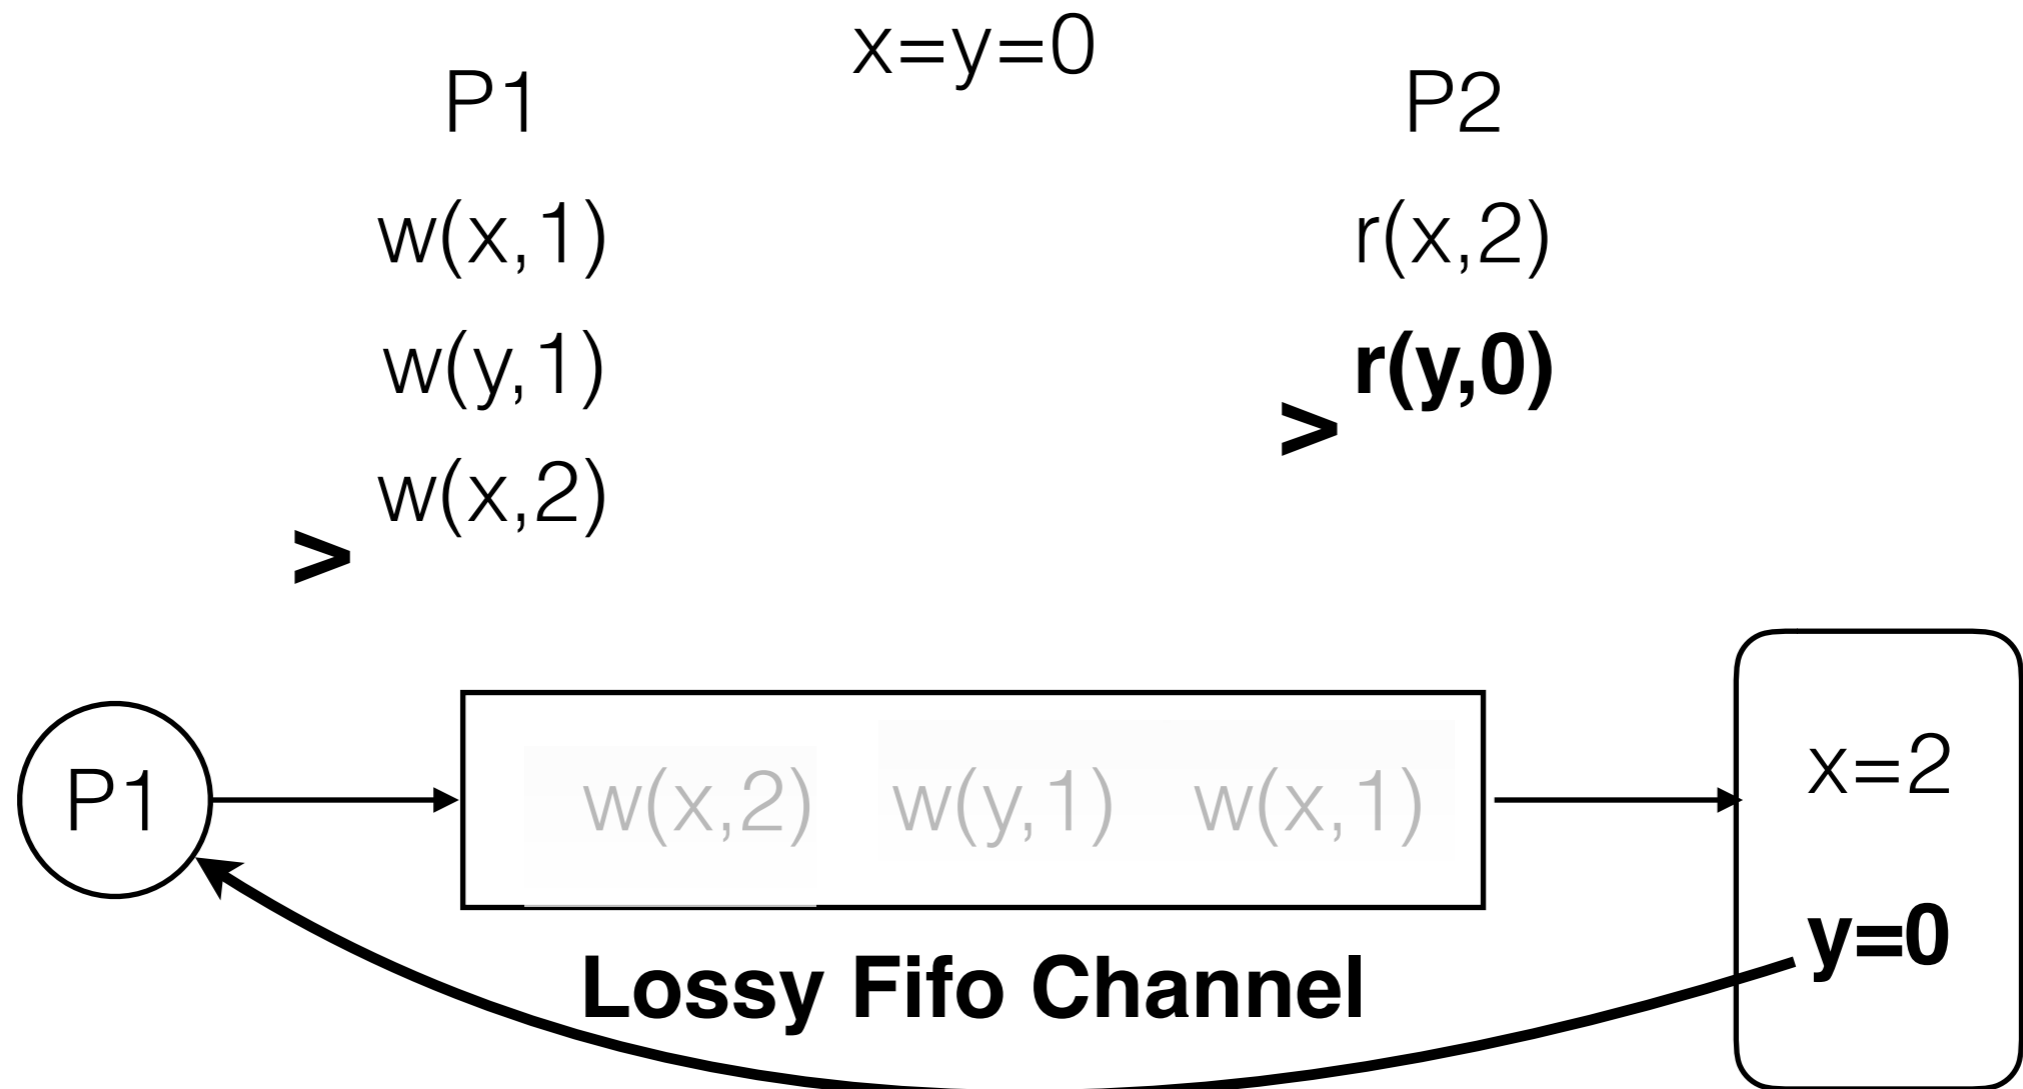 x=y=0
P1 P2
w(x,1) r(x,2)
w(y,1) r(y,0)
>
w(x,2)
>
P1 w(x,2) w(y,1) w(x,1) x=2
y=0
Lossy Fifo Channel